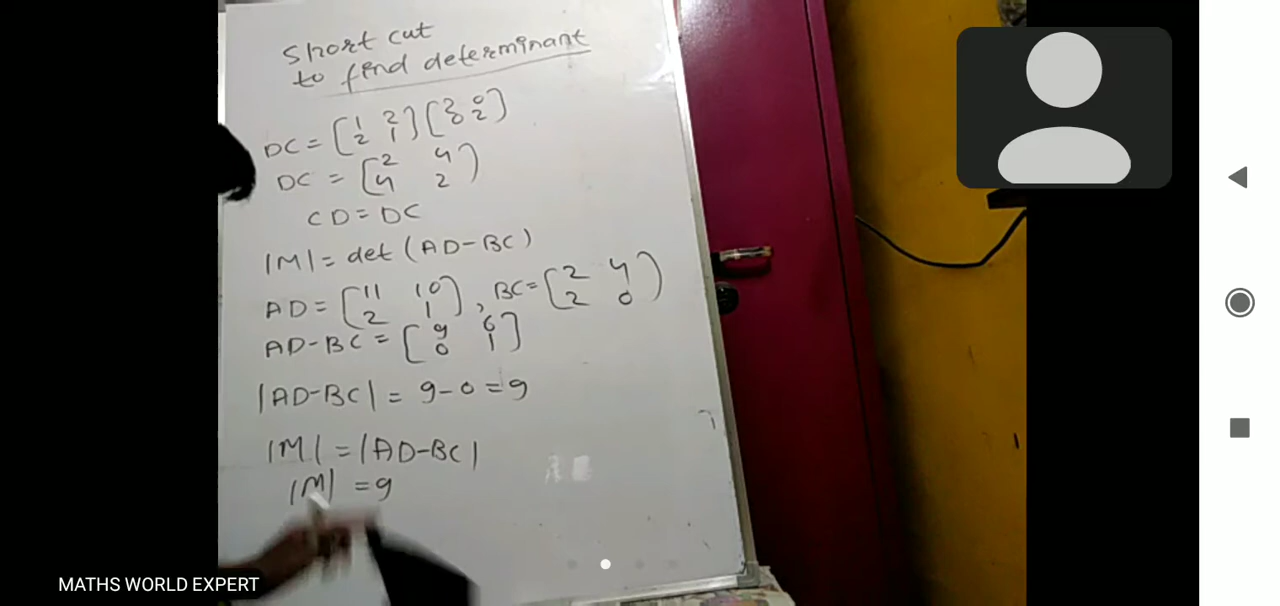 Short cut
to find determinant
DC = [1 2 2 1] [2 0 0 2]
DC = [2 4 4 2]
CD = DC
|M| = det (AD-BC)
AD = [11 10 2 1], BC = [2 4 2 0]
AD-BC = [9 6 0 1]
|AD-BC| = 9-0 = 9
|M| = |AD-BC|
|M| = 9
MATHS WORLD EXPERT